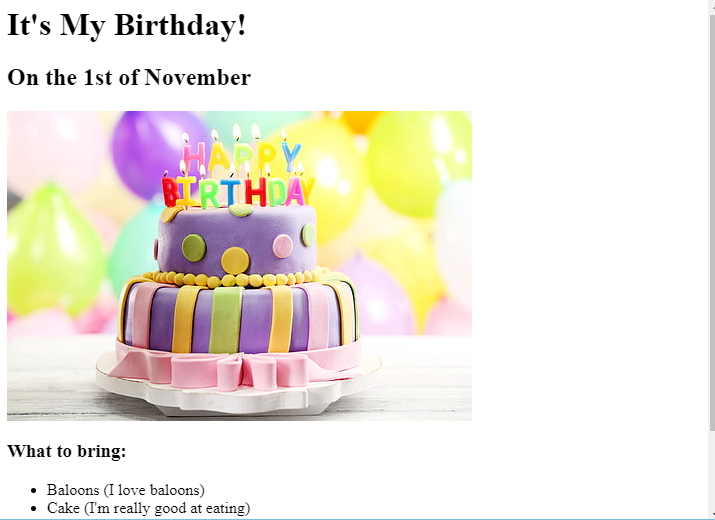 It's My Birthday!
On the 1st of November
HAPPY
BIRTHDAY
What to bring:
Baloons (I love baloons)
Cake (I'm really good at eating)